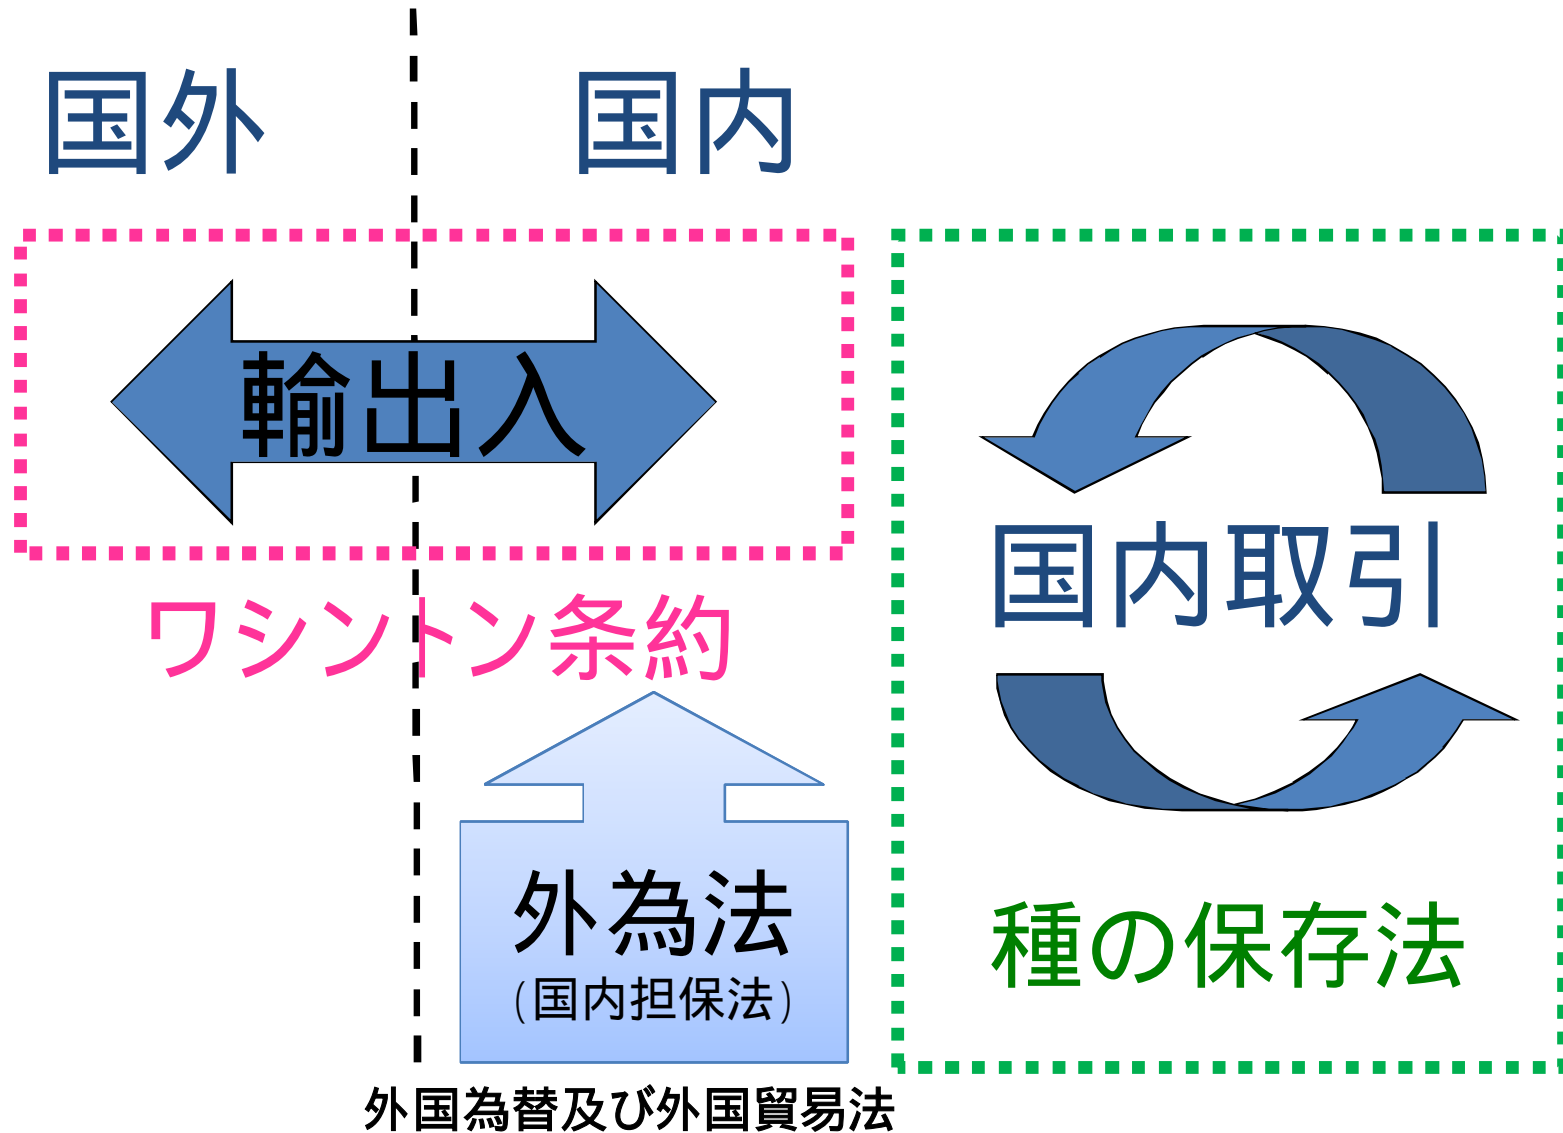 国外
国内
輸出入
ワシントン条約
国内取引
外為法
(国内担保法)
種の保存法
外国為替及び外国貿易法